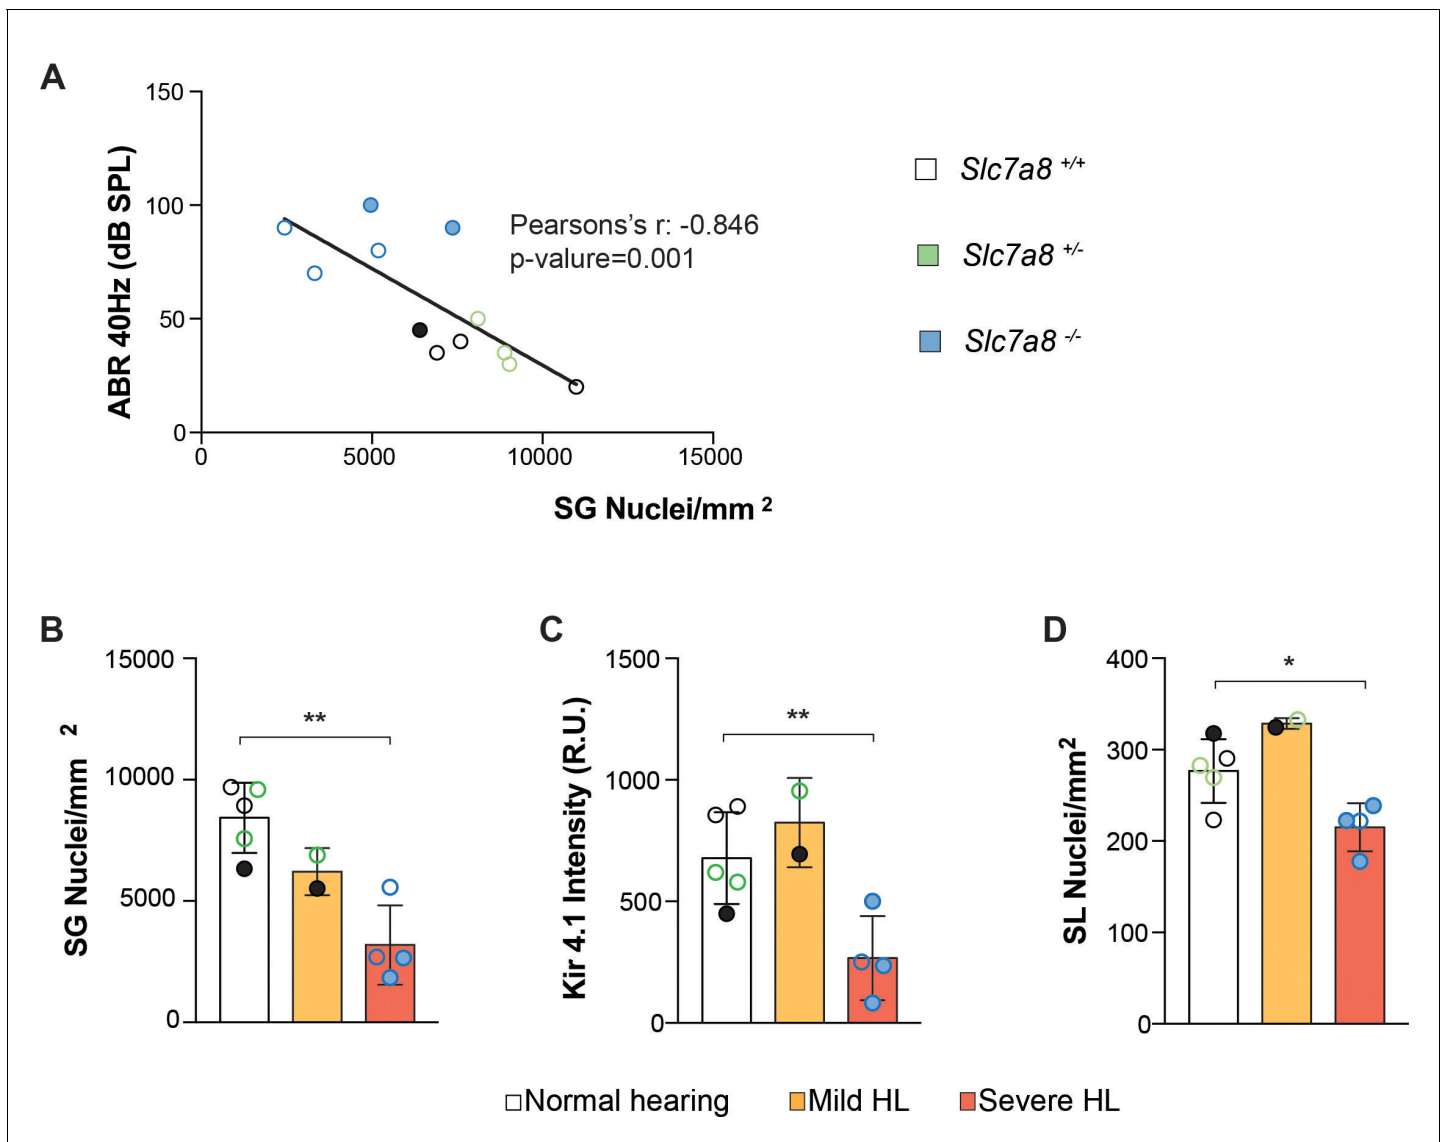 A
ABR 40Hz (dB SPL)
150
100
50
0
0 5000 10000 15000
SG Nuclei/mm 2
Pearsons's r: -0.846
p-valure=0.001
Slc7a8 +/+
Slc7a8 +/-
Slc7a8 -/-
B
SG Nuclei/mm 2
15000
10000
5000
0
**
C
Kir 4.1 Intensity (R.U.)
1500
1000
500
0
**
D
SL Nuclei/mm2
400
300
200
100
0
*
Normal hearing
Mild HL
Severe HL